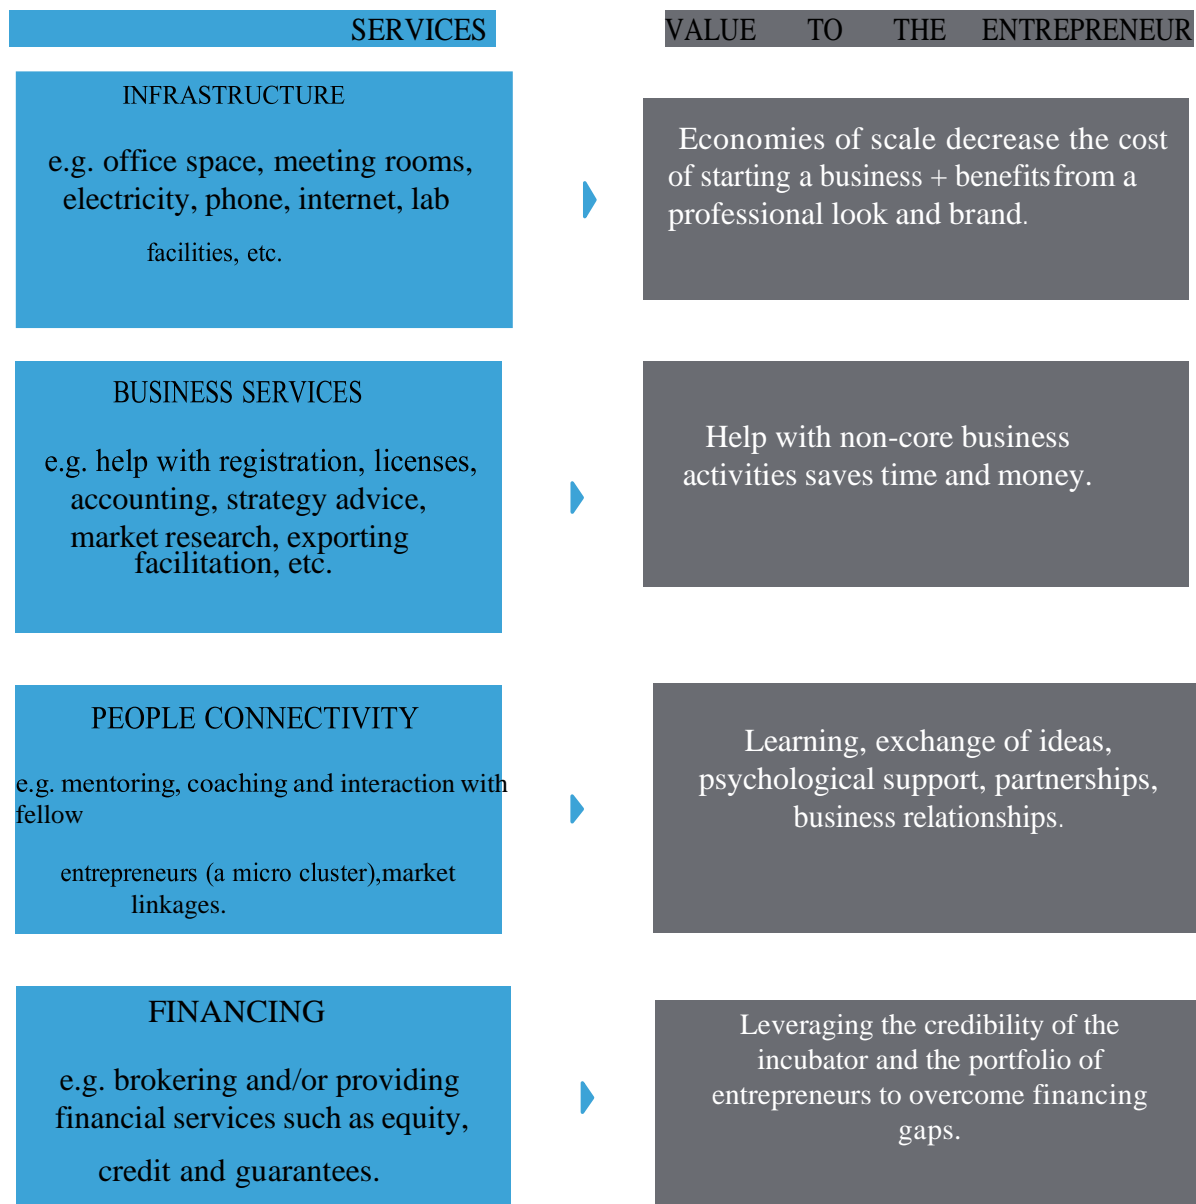 SERVICES
VALUE TO THE ENTREPRENEUR
INFRASTRUCTURE
e.g. office space, meeting rooms,
electricity, phone, internet, lab
facilities, etc.
Economies of scale decrease the cost
of starting a business + benefits from a
professional look and brand.
BUSINESS SERVICES
e.g. help with registration, licenses,
accounting, strategy advice,
market research, exporting
facilitation, etc.
Help with non-core business
activities saves time and money.
PEOPLE CONNECTIVITY
e.g. mentoring, coaching and interaction with
fellow
entrepreneurs (a micro cluster),market
linkages.
Learning, exchange of ideas,
psychological support, partnerships,
business relationships.
FINANCING
e.g. brokering and/or providing
financial services such as equity,
credit and guarantees.
Leveraging the credibility of the
incubator and the portfolio of
entrepreneurs to overcome financing
gaps.